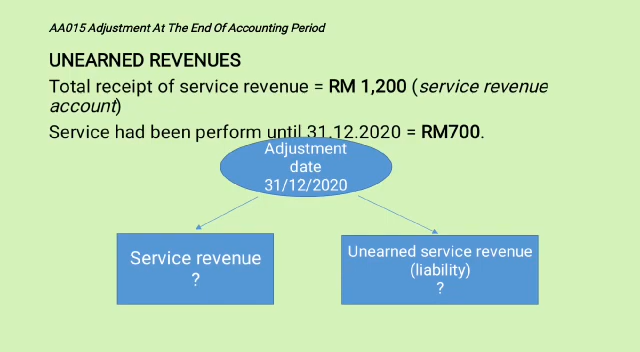 AA015 Adjustment At The End Of Accounting Period
UNEARNED REVENUES
Total receipt of service revenue = RM 1,200 (service revenue
account)
Service had been perform until 31.12.2020 = RM700.
Adjustment
date
31/12/2020
Service revenue
?
Unearned service revenue
(liability)
?